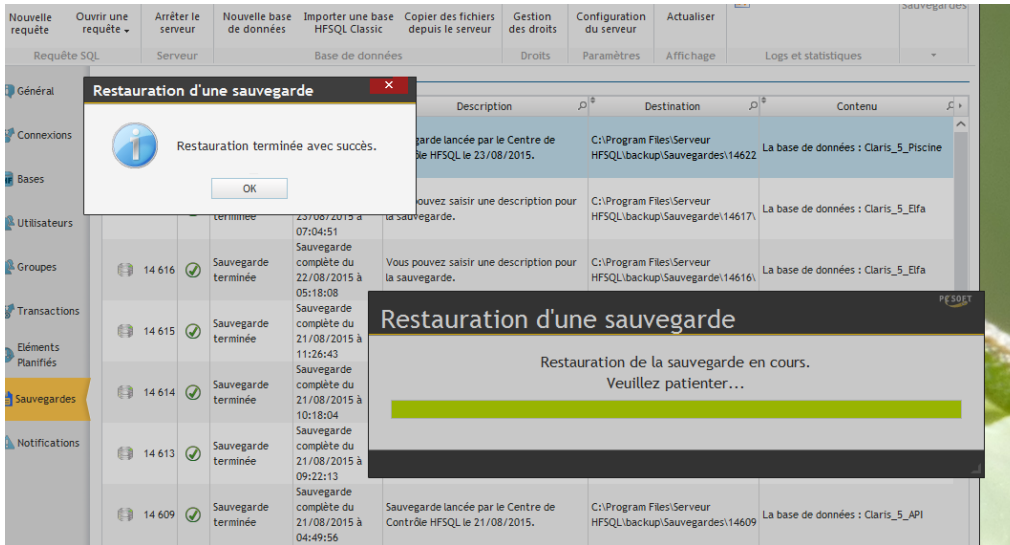 Sauvegardes
Nouvelle requête
Ouvrir une requête
Arrêter le serveur
Nouvelle base de données
Importer une base HFSQL Classic
Copier des fichiers depuis le serveur
Gestion des droits
Configuration du serveur
Actualiser
Requête SQL
Serveur
Base de données
Droits
Paramètres
Affichage
Logs et statistiques
Général
Connexions
Bases
Utilisateurs
Groupes
Transactions
Eléments Planifiés
Sauvegardes
Notifications
Restauration d'une sauvegarde
Restauration terminée avec succès.
OK
Description
Destination
Contenu
garde lancée par le Centre de
ôle HFSQL le 23/08/2015.
C:\Program Files\Serveur
HFSQL\backup\Sauvegardes\14622
La base de données : Claris_5_Piscine
terminée
23/08/2015 à
07:04:51
pouvez saisir une description pour
la sauvegarde.
C:\Program Files\Serveur
HFSQL\backup\Sauvegarde\14617\
La base de données : Claris_5_Elfa
14 616
Sauvegarde
terminée
Sauvegarde
complète du
22/08/2015 à
05:18:08
Vous pouvez saisir une description pour
la sauvegarde.
C:\Program Files\Serveur
HFSQL\backup\Sauvegarde\14616\
La base de données : Claris_5_Elfa
14 615
Sauvegarde
terminée
Sauvegarde
complète du
21/08/2015 à
11:26:43
PCSOFT
Restauration d'une sauvegarde
Restauration de la sauvegarde en cours.
Veuillez patienter...
14 614
Sauvegarde
terminée
Sauvegarde
complète du
21/08/2015 à
10:18:04
14 613
Sauvegarde
terminée
Sauvegarde
complète du
21/08/2015 à
09:22:13
14 609
Sauvegarde
terminée
Sauvegarde
complète du
21/08/2015 à
04:49:56
Sauvegarde lancée par le Centre de
Contrôle HFSQL le 21/08/2015.
C:\Program Files\Serveur
HFSQL\backup\Sauvegardes\14609
La base de données : Claris_5_API